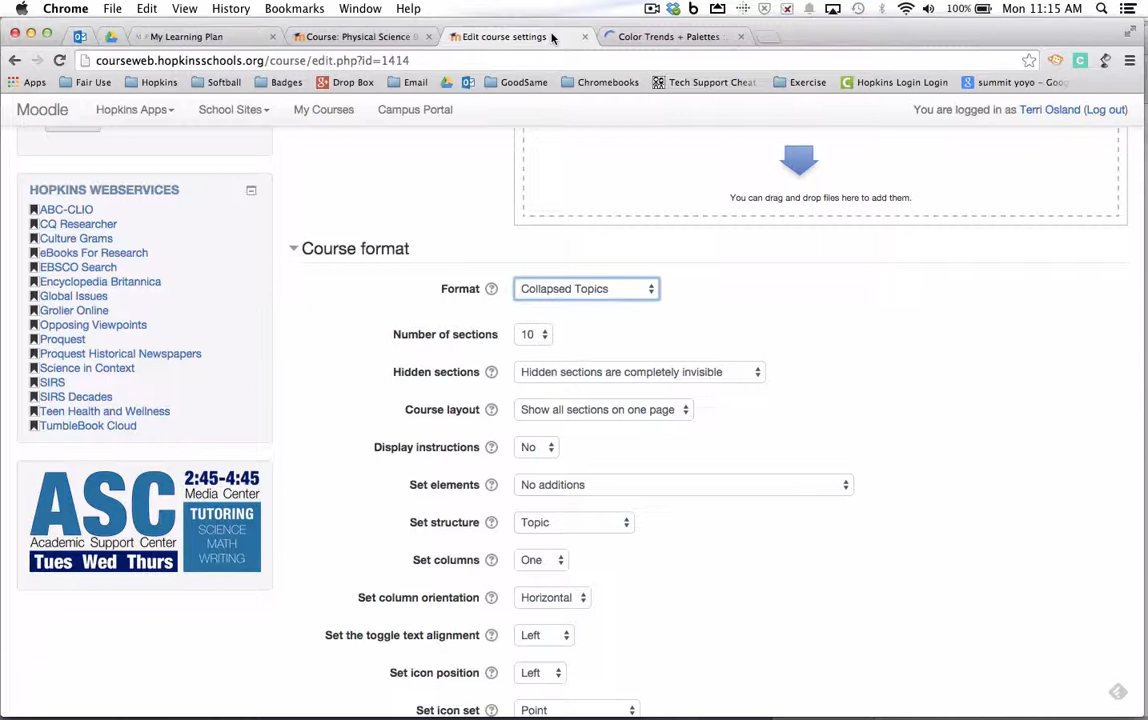 Chrome File Edit View History Bookmarks Window Help 100% Mon 11:15 AM
My Learning Plan Course: Physical Science 9 Edit course settings Color Trends + Palettes
courseweb.hopkinsschools.org/course/edit.php?id=1414
Apps Fair Use Hopkins Softball Badges Drop Box Email GoodSame Chromebooks Tech Support Cheat Exercise Hopkins Login Login summit yoyo - Goog
Moodle Hopkins Apps School Sites My Courses Campus Portal You are logged in as Terri Osland (Log out)
You can drag and drop files here to add them.
HOPKINS WEBSERVICES
ABC-CLIO
CQ Researcher
Culture Grams
eBooks For Research
EBSCO Search
Encyclopedia Britannica
Global Issues
Grolier Online
Opposing Viewpoints
Proquest
Proquest Historical Newspapers
Science in Context
SIRS
SIRS Decades
Teen Health and Wellness
TumbleBook Cloud
ASC
Academic Support Center
Tues Wed Thurs
2:45-4:45
Media Center
TUTORING
SCIENCE
MATH
WRITING
Course format
Format Collapsed Topics
Number of sections 10
Hidden sections Hidden sections are completely invisible
Course layout Show all sections on one page
Display instructions No
Set elements No additions
Set structure Topic
Set columns One
Set column orientation Horizontal
Set the toggle text alignment Left
Set icon position Left
Set icon set Point